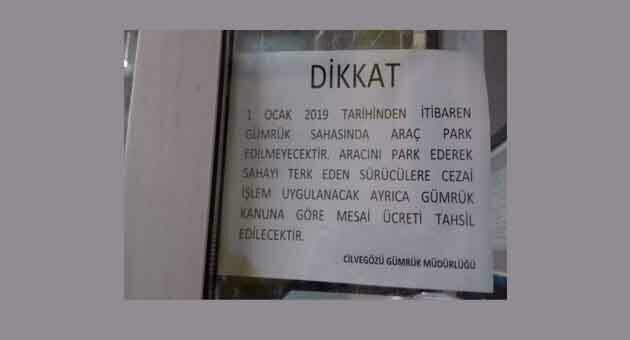 DİKKAT
1 OCAK 2019 TARİHİNDEN İTİBAREN
GÜMRÜK SAHASINDA ARAÇ PARK
EDİLMEYECEKTİR. ARACINI PARK EDEREK
SAHAYI TERK EDEN SÜRÜCÜLERE CEZAİ
İŞLEM UYGULANACAK AYRICA GÜMRÜK
KANUNA GÖRE MESAİ ÜCRETİ TAHSİL
EDİLECEKTİR.
CİLVEGÖZÜ GÜMRÜK MÜDÜRLÜĞÜ